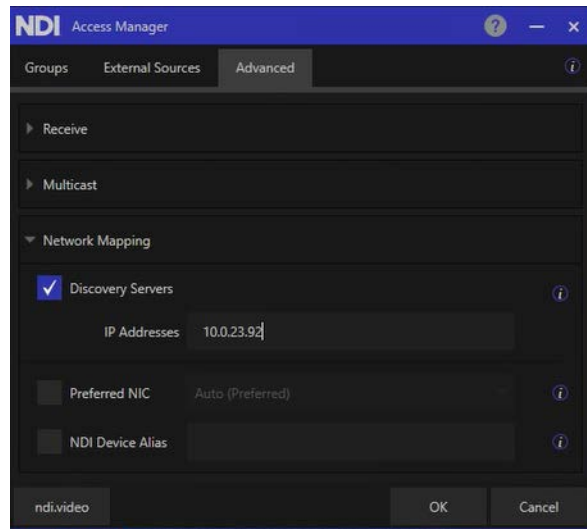 NDI Access Manager ?
Groups External Sources Advanced i
Receive
Multicast
Network Mapping
Discovery Servers i
IP Addresses 10.0.23.92
Preferred NIC Auto (Preferred) i
NDI Device Alias i
ndi.video OK Cancel